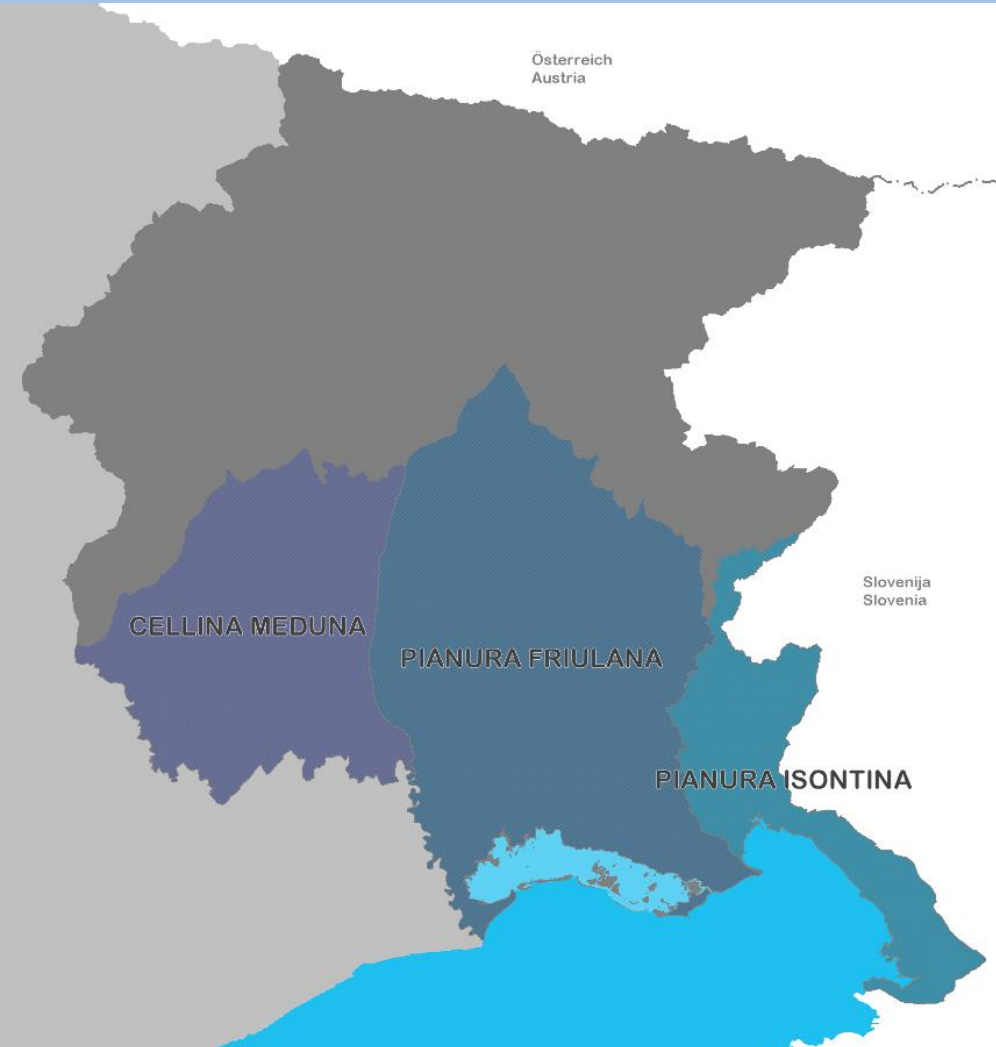 Österreich
Austria
Slovenija
Slovenia
CELLINA MEDUNA
PIANURA FRIULANA
PIANURA ISONTINA